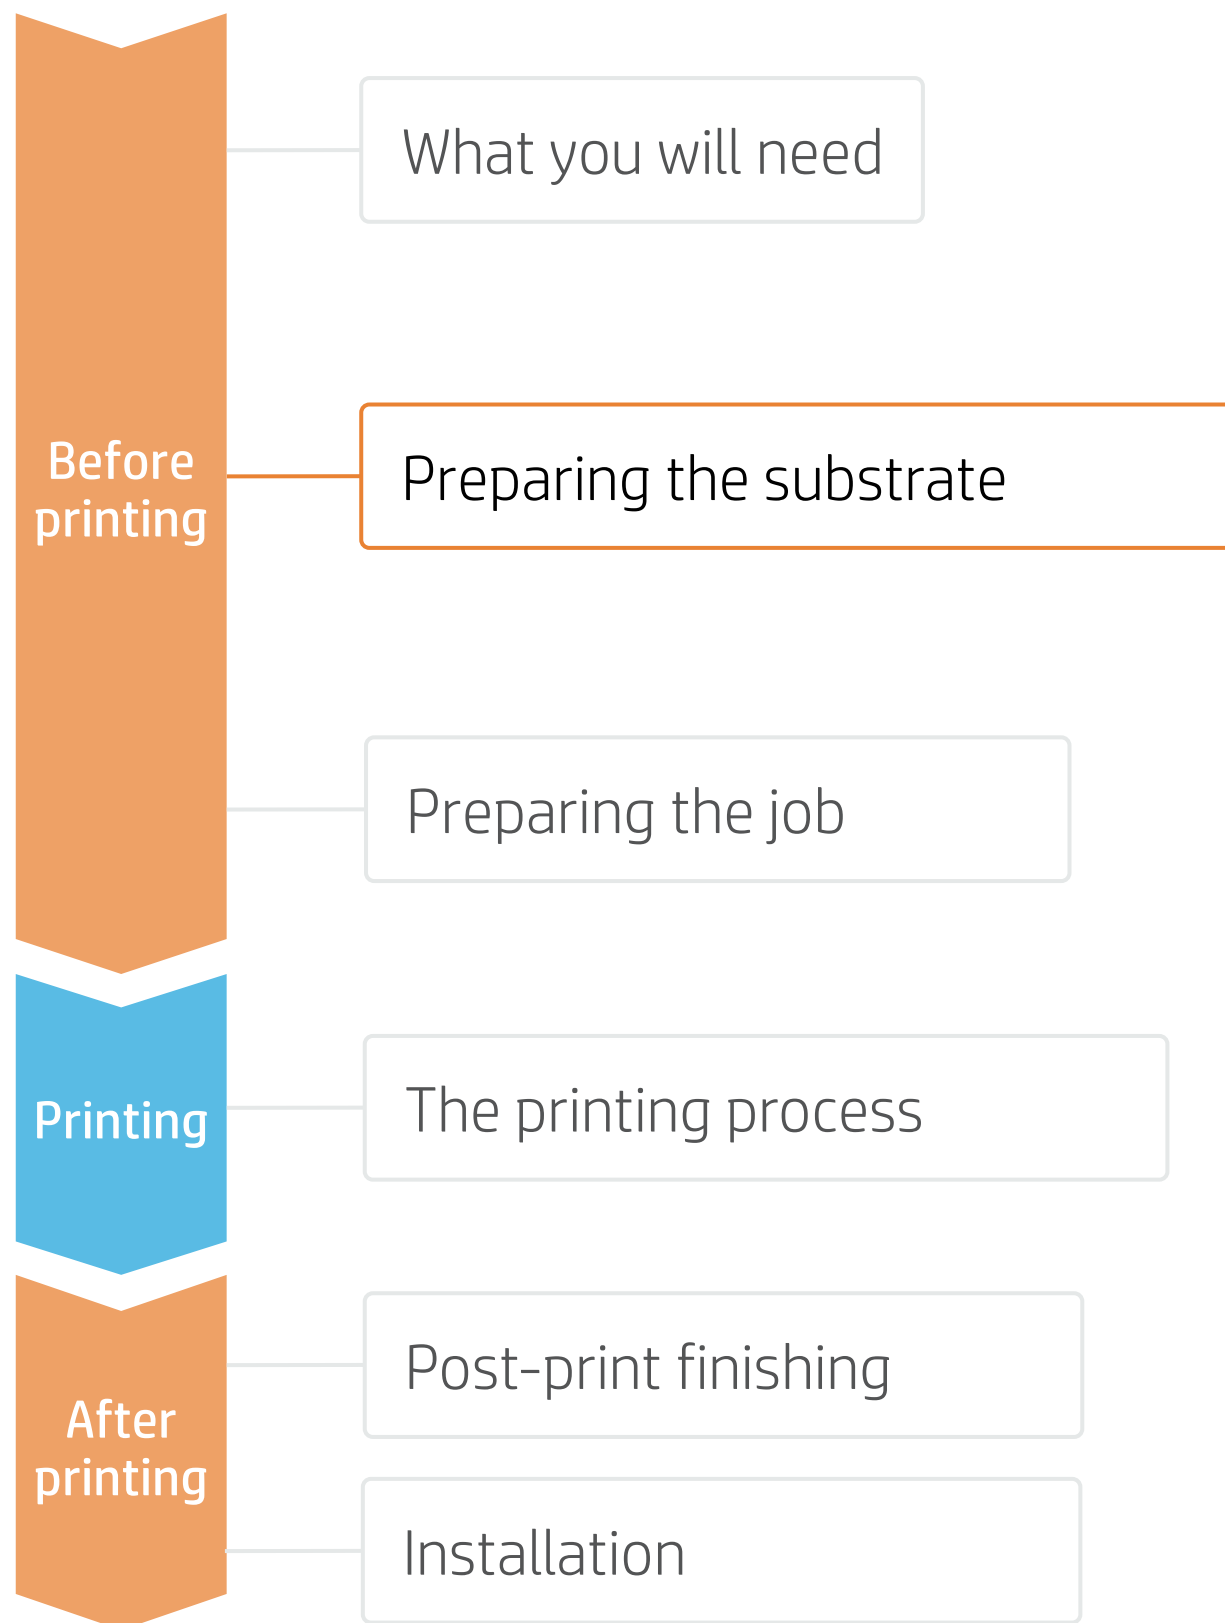 What you will need
Before
printing
Preparing the substrate
Preparing the job
Printing
The printing process
After
printing
Post-print finishing
Installation